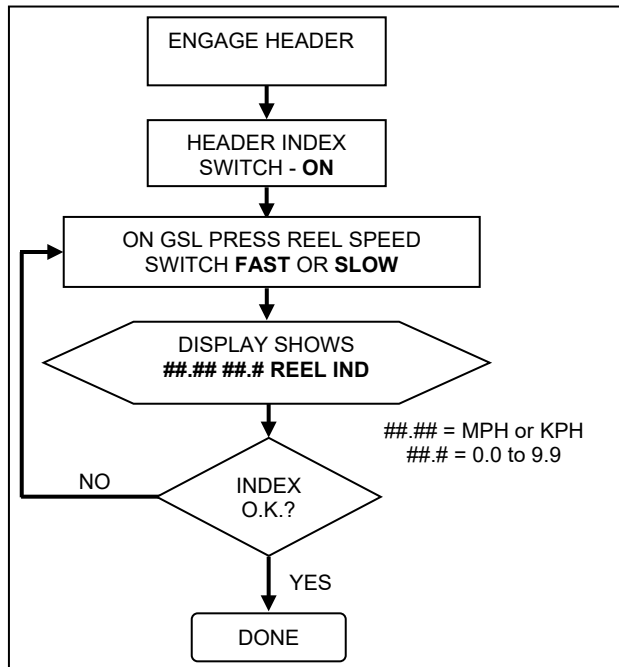 ENGAGE HEADER
HEADER INDEX
SWITCH - ON
ON GSL PRESS REEL SPEED
SWITCH FAST OR SLOW
DISPLAY SHOWS
##.## ##.# REEL IND
##.## = MPH or KPH
##.# = 0.0 to 9.9
NO
INDEX
O.K.?
YES
DONE